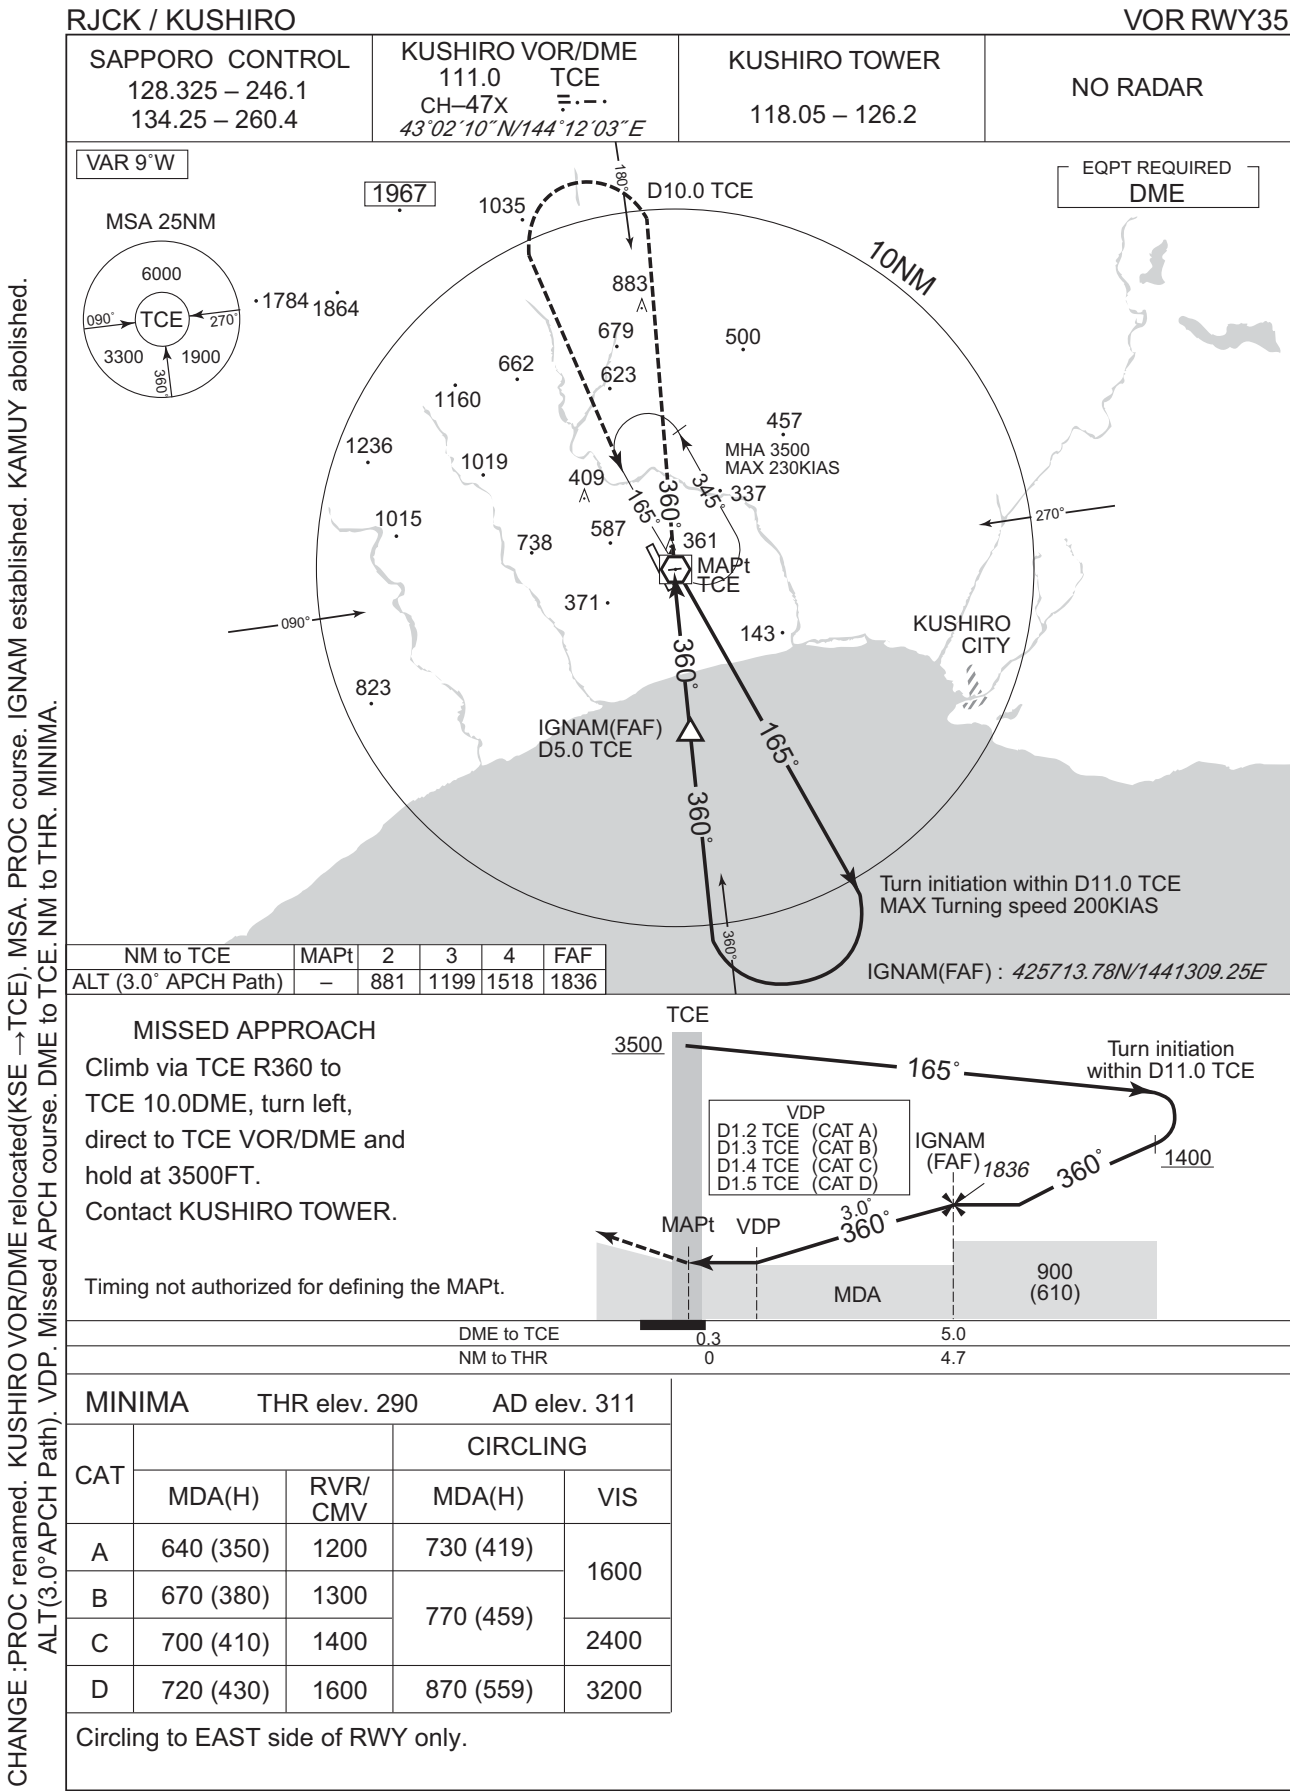 RJCK / KUSHIRO
VOR RWY35
SAPPORO CONTROL
128.325 – 246.1
134.25 – 260.4
KUSHIRO VOR/DME
111.0 TCE
CH–47X
43°02´10˝N/144°12´03˝E
KUSHIRO TOWER
118.05 – 126.2
NO RADAR
VAR 9°W
EQPT REQUIRED
DME
MSA 25NM
6000
TCE
090°
270°
3300
1900
360°
1967
1035
180°
D10.0 TCE
10NM
1784
1864
883
679
500
662
623
1160
457
1236
MHA 3500
MAX 230KIAS
1019
409
165°
360°
345°
337
1015
738
587
361
270°
MAPt
TCE
371
090°
143
KUSHIRO
CITY
360°
823
IGNAM(FAF)
D5.0 TCE
165°
360°
Turn initiation within D11.0 TCE
MAX Turning speed 200KIAS
360°
IGNAM(FAF) : 425713.78N/1441309.25E
NM to TCE MAPt 2 3 4 FAF
ALT (3.0° APCH Path) – 881 1199 1518 1836
MISSED APPROACH
Climb via TCE R360 to
TCE 10.0DME, turn left,
direct to TCE VOR/DME and
hold at 3500FT.
Contact KUSHIRO TOWER.
Timing not authorized for defining the MAPt.
TCE
3500
165°
Turn initiation
within D11.0 TCE
VDP
D1.2 TCE (CAT A)
D1.3 TCE (CAT B)
D1.4 TCE (CAT C)
D1.5 TCE (CAT D)
IGNAM
(FAF)
1836
360°
1400
3.0°
360°
MAPt
VDP
MDA
900
(610)
DME to TCE 0.3 5.0
NM to THR 0 4.7
MINIMA THR elev. 290 AD elev. 311
CAT
CIRCLING
MDA(H)
RVR/
CMV
MDA(H)
VIS
A 640 (350) 1200 730 (419)
1600
B 670 (380) 1300
770 (459)
C 700 (410) 1400 2400
D 720 (430) 1600 870 (559) 3200
Circling to EAST side of RWY only.
CHANGE :PROC renamed. KUSHIRO VOR/DME relocated(KSE →TCE). MSA. PROC course. IGNAM established. KAMUY abolished.
ALT(3.0°APCH Path). VDP. Missed APCH course. DME to TCE. NM to THR. MINIMA.